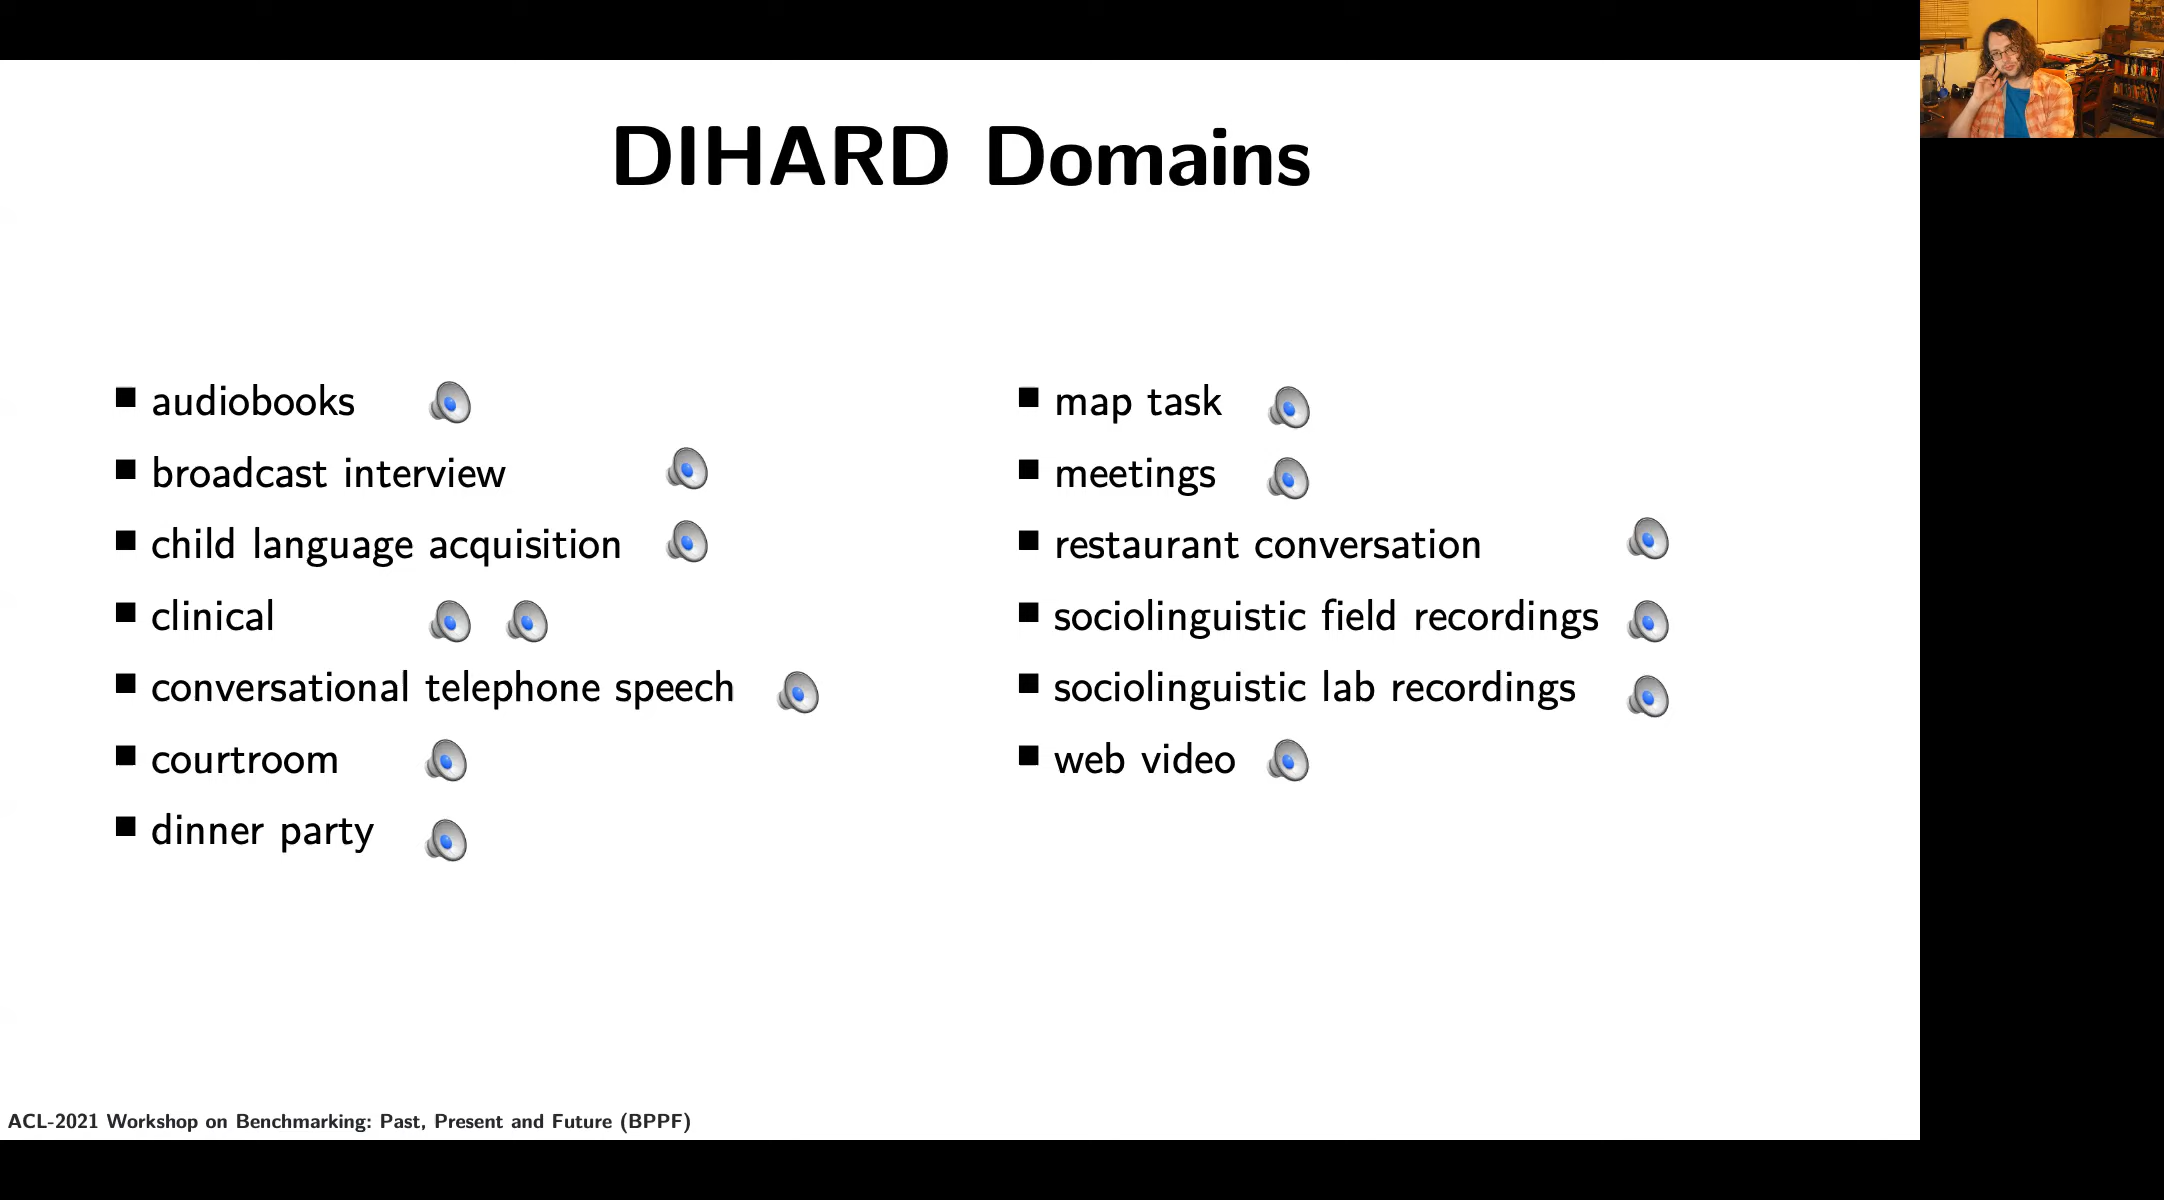 DIHARD Domains
audiobooks
broadcast interview
child language acquisition
clinical
conversational telephone speech
courtroom
dinner party
map task
meetings
restaurant conversation
sociolinguistic field recordings
sociolinguistic lab recordings
web video
ACL-2021 Workshop on Benchmarking: Past, Present and Future (BPPF)